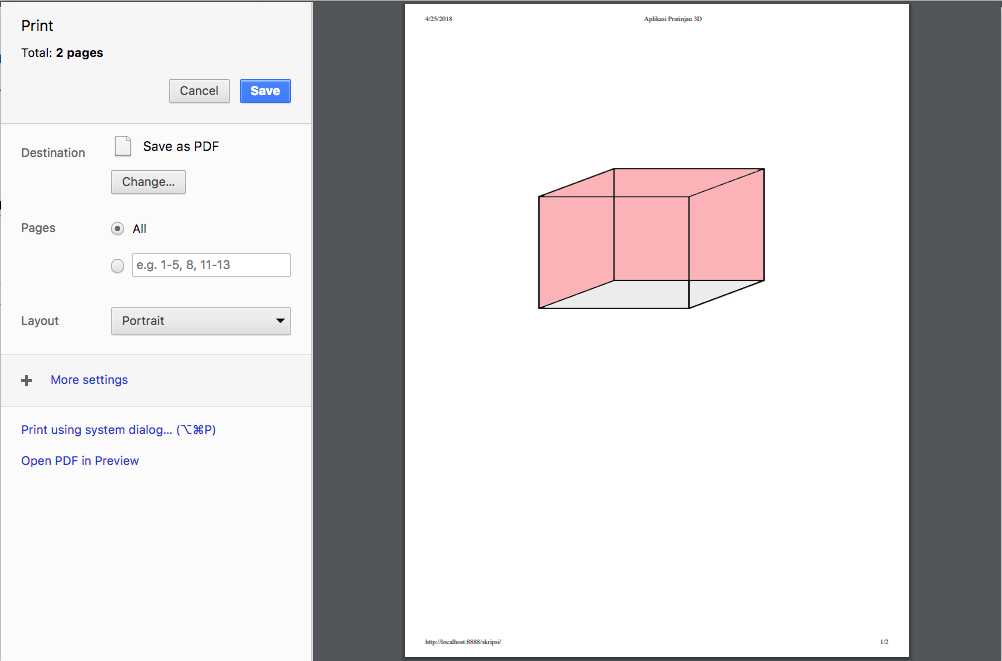 Print
Total: 2 pages
Cancel
Save
Destination
Save as PDF
Change...
Pages
All
e.g. 1-5, 8, 11-13
Layout
Portrait
More settings
Print using system dialog... (⌥⌘P)
Open PDF in Preview
4/25/2018
Aplikasi Pratinjau 3D
http://localhost:8888/skripsi/
1/2